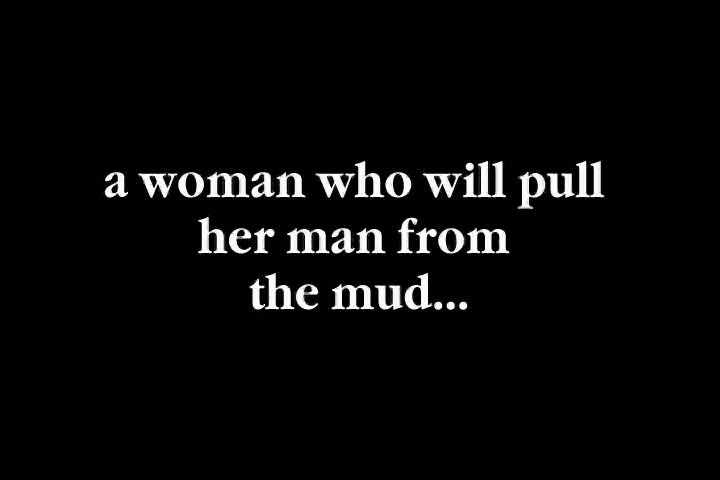 a woman who will pull
her man from
the mud...